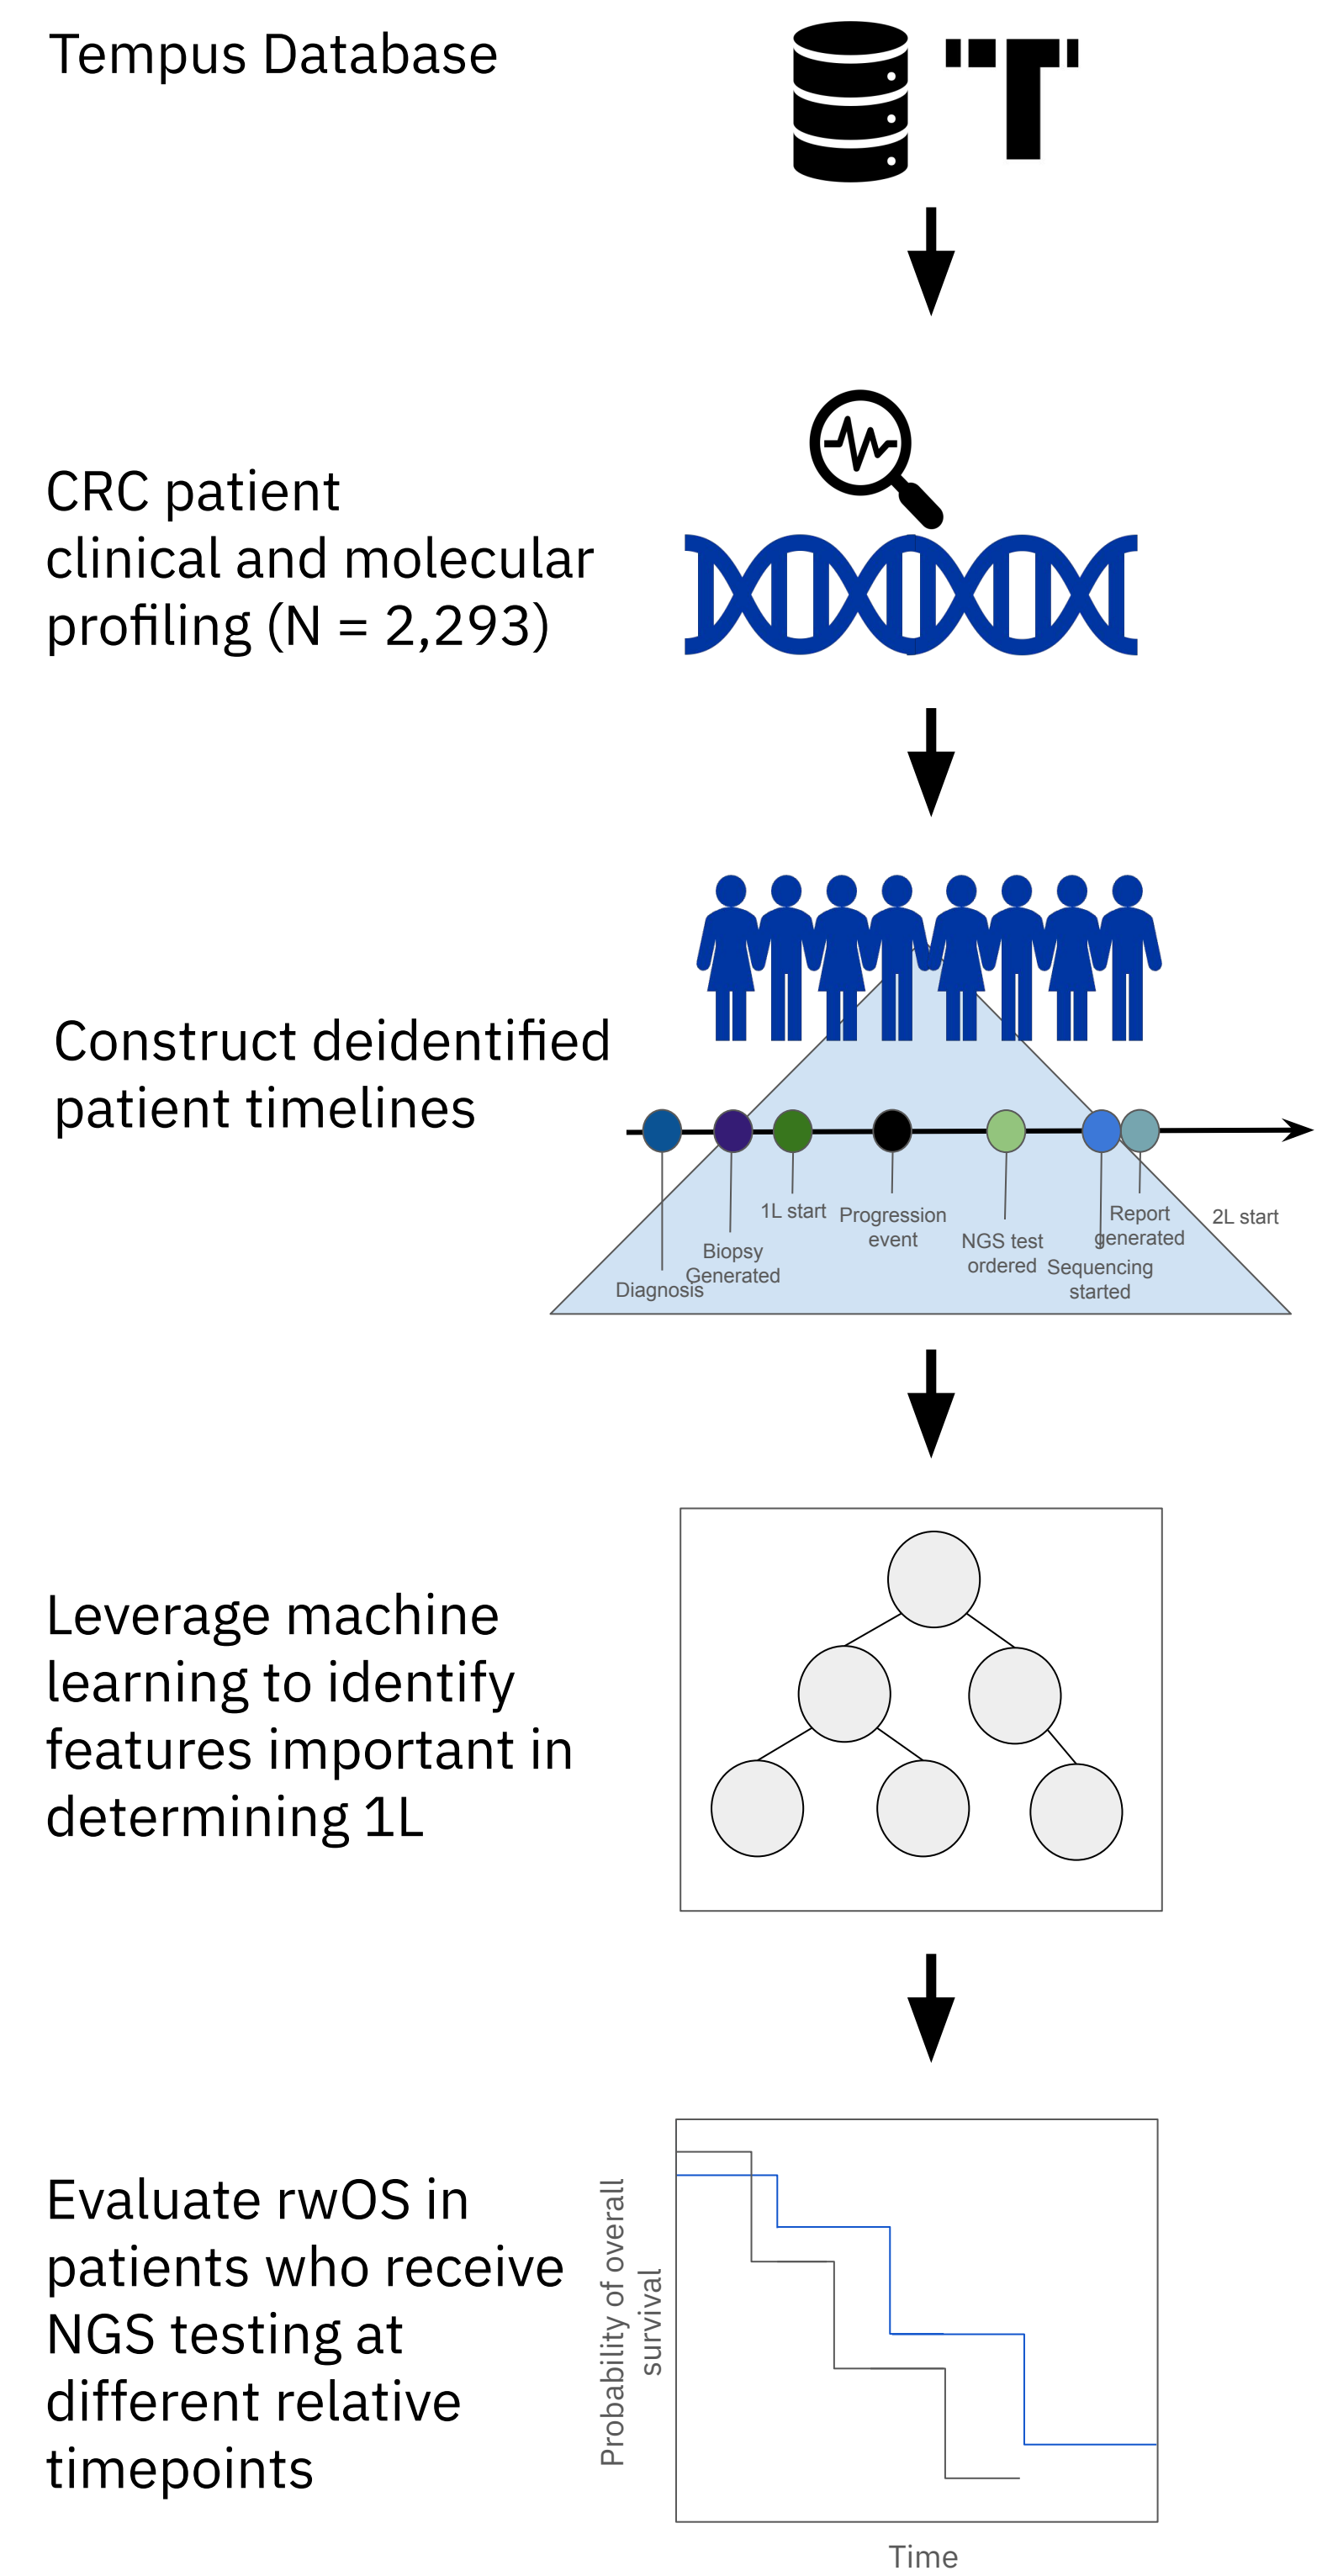 Tempus Database
CRC patient
clinical and molecular
profiling (N = 2,293)
Construct deidentified
patient timelines
Diagnosis
Biopsy
Generated
1L start
Progression
event
NGS test
ordered
Sequencing
started
Report
generated
2L start
Leverage machine
learning to identify
features important in
determining 1L
Evaluate rwOS in
patients who receive
NGS testing at
different relative
timepoints
Probability of overall
survival
Time